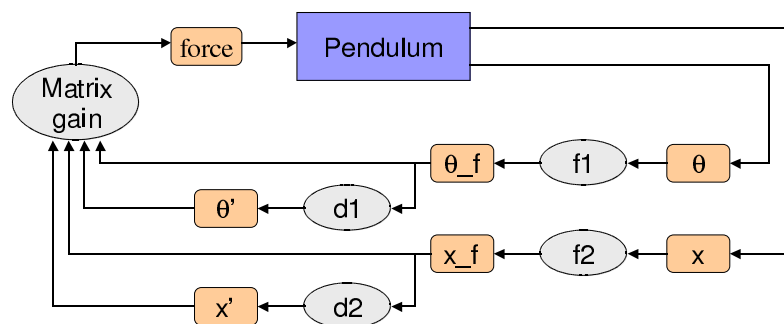 force
Pendulum
Matrix
gain
θ_f
f1
θ
θ'
d1
x_f
f2
x
x'
d2